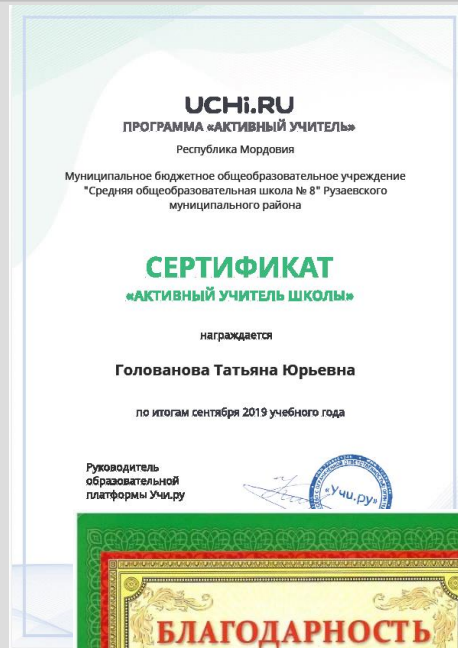 UCHi.RU
ПРОГРАММА «АКТИВНЫЙ УЧИТЕЛЬ»
Республика Мордовия
Муниципальное бюджетное общеобразовательное учреждение
"Средняя общеобразовательная школа № 8" Рузаевского
муниципального района
СЕРТИФИКАТ
«АКТИВНЫЙ УЧИТЕЛЬ ШКОЛЫ»
награждается
Голованова Татьяна Юрьевна
по итогам сентября 2019 учебного года
Руководитель
образовательной
платформы Учи.ру
«Учи.ру»
БЛАГОДАРНОСТЬ